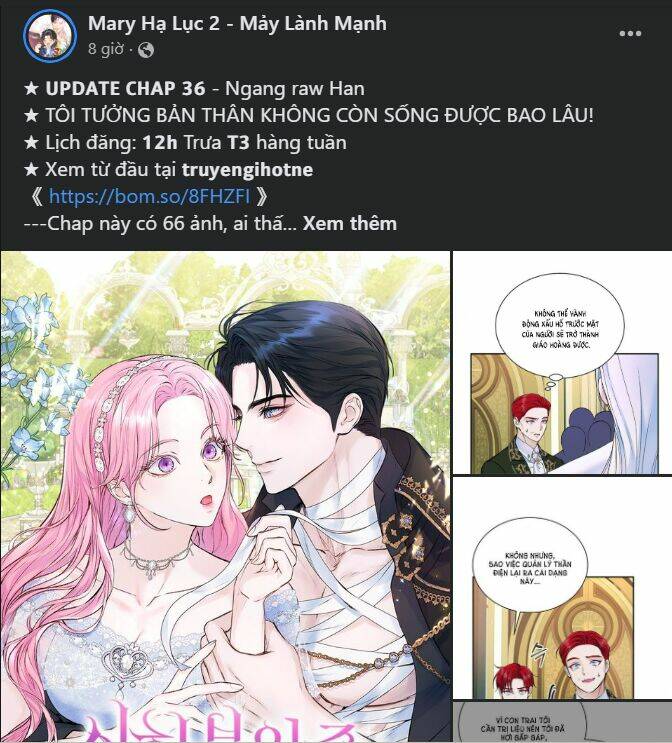 Mary Hạ Lục 2 - Mảy Lành Mạnh
8 giờ ·
★ UPDATE CHAP 36 - Ngang raw Han
★ TÔI TƯỞNG BẢN THÂN KHÔNG CÒN SỐNG ĐƯỢC BAO LÂU!
★ Lịch đăng: 12h Trưa T3 hàng tuần
★ Xem từ đầu tại truyengihotne
《 https://bom.so/8FHZFI 》
---Chap này có 66 ảnh, ai thấ... Xem thêm
KHÔNG THỂ HÀNH
ĐỘNG XẤU HỔ TRƯỚC MẶT
CỦA NGƯỜI SẼ TRỞ THÀNH
GIÁO HOÀNG ĐƯỢC.
KHÔNG NHƯNG,
SAO VIỆC QUẢN LÝ THẦN
ĐIỆN LẠI RA CÁI DẠNG
NÀY...
VÌ CON TRAI TÔI
CẦN TRỊ LIỆU NÊN TÔI ĐÃ
HƠI GẤP GÁP,